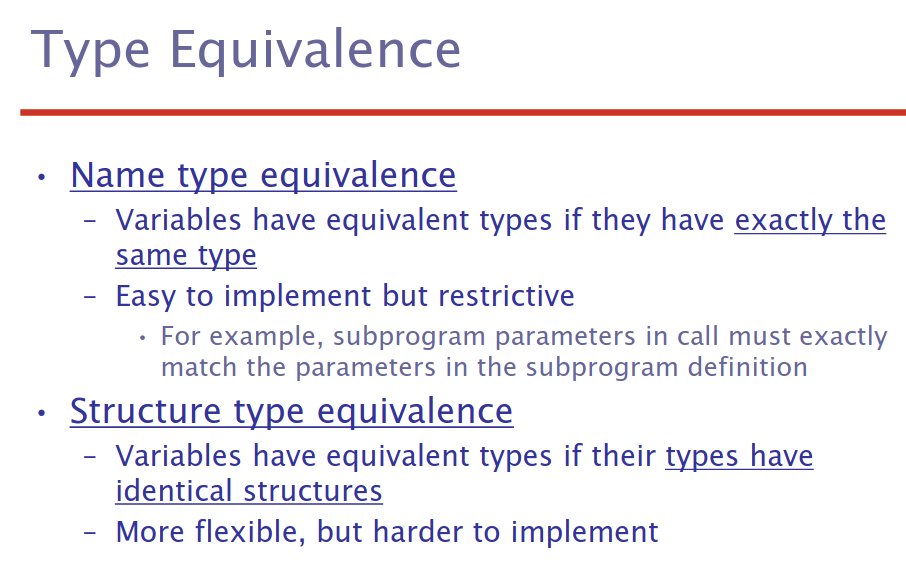 Type Equivalence
• Name type equivalence
– Variables have equivalent types if they have exactly the
same type
– Easy to implement but restrictive
• For example, subprogram parameters in call must exactly
match the parameters in the subprogram definition
• Structure type equivalence
– Variables have equivalent types if their types have
identical structures
– More flexible, but harder to implement